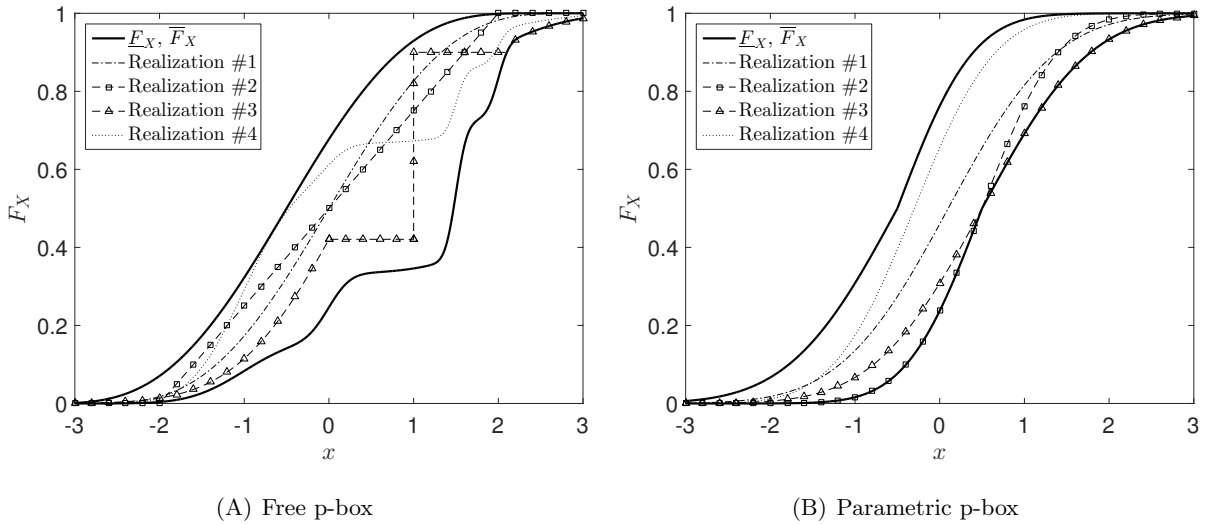 F_X, F̅_X
Realization #1
Realization #2
Realization #3
Realization #4
1
0.8
0.6
0.4
0.2
0
F_X
-3 -2 -1 0 1 2 3
x
(A) Free p-box
F_X, F̅_X
Realization #1
Realization #2
Realization #3
Realization #4
1
0.8
0.6
0.4
0.2
0
F_X
-3 -2 -1 0 1 2 3
x
(B) Parametric p-box